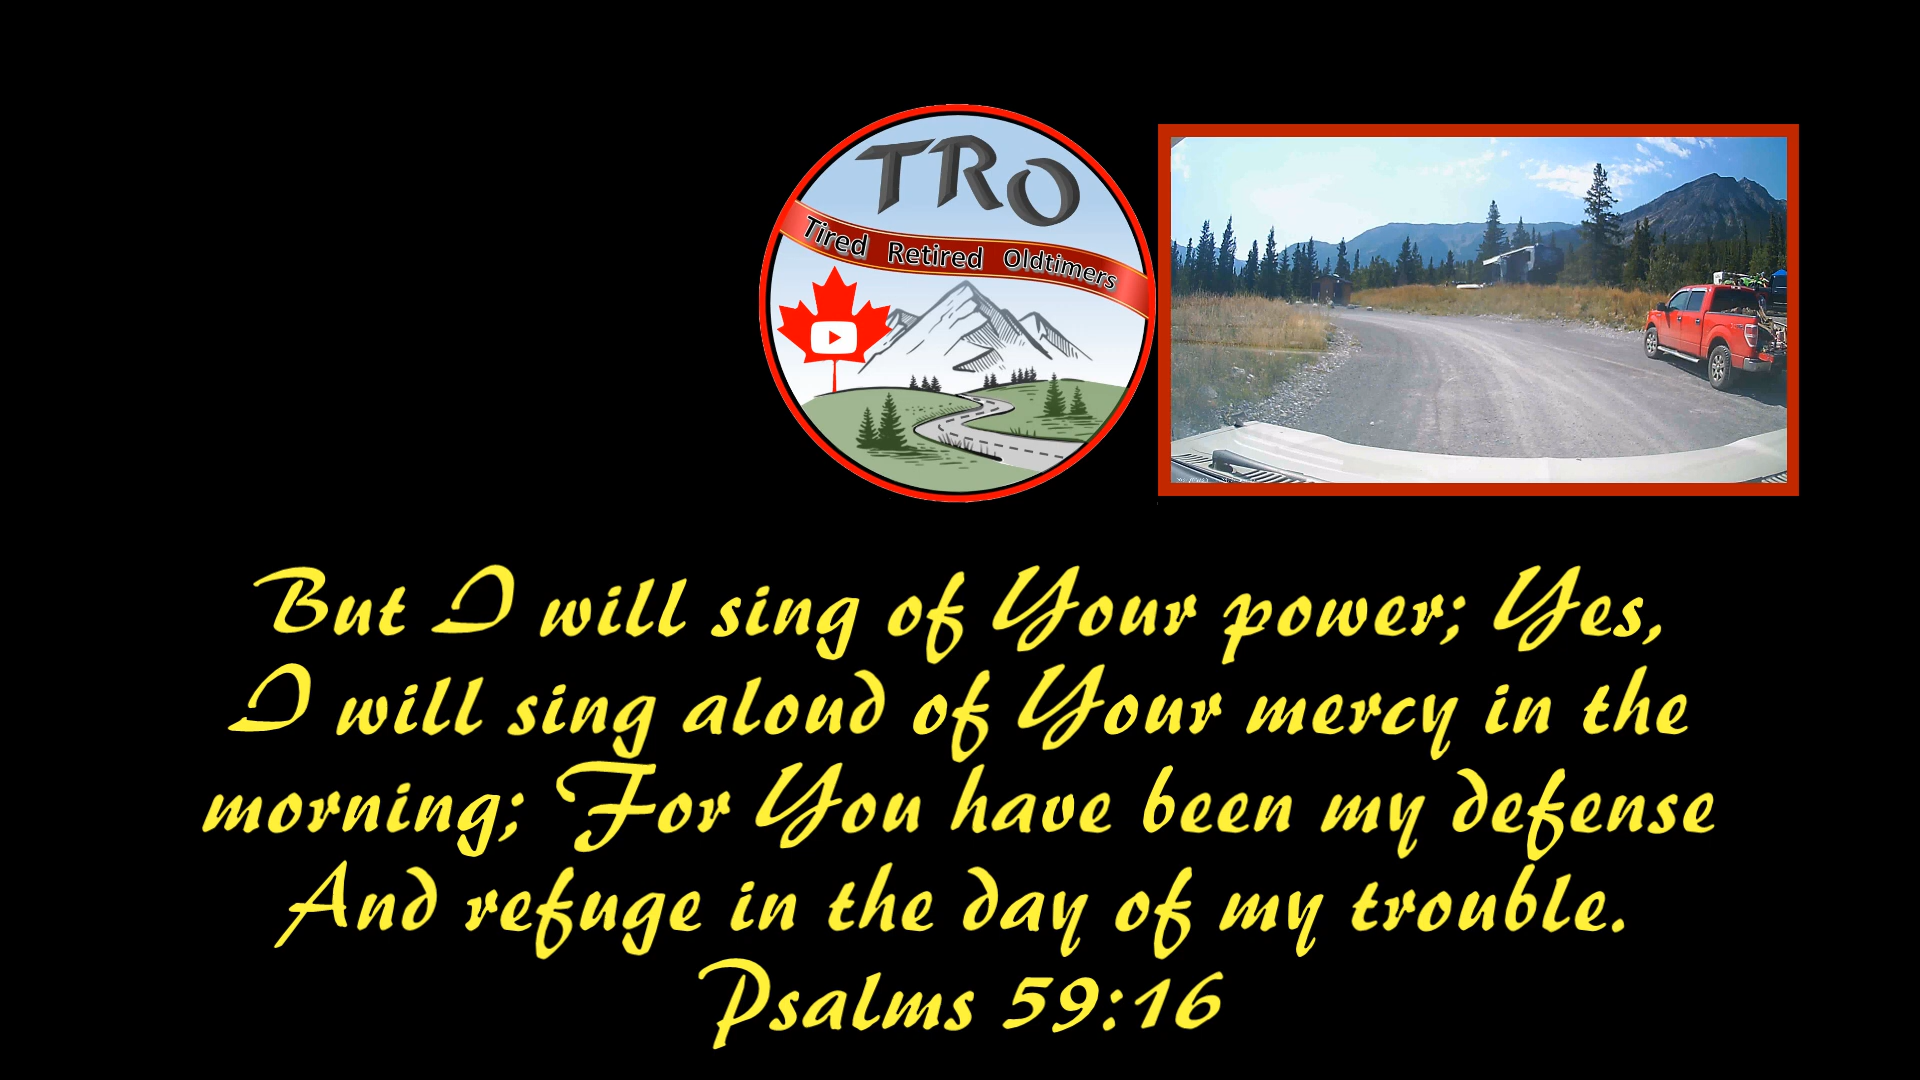 TRO
Tired Retired Oldtimers
But I will sing of Your power; Yes,
I will sing aloud of Your mercy in the
morning; For You have been my defense
And refuge in the day of my trouble.
Psalms 59:16